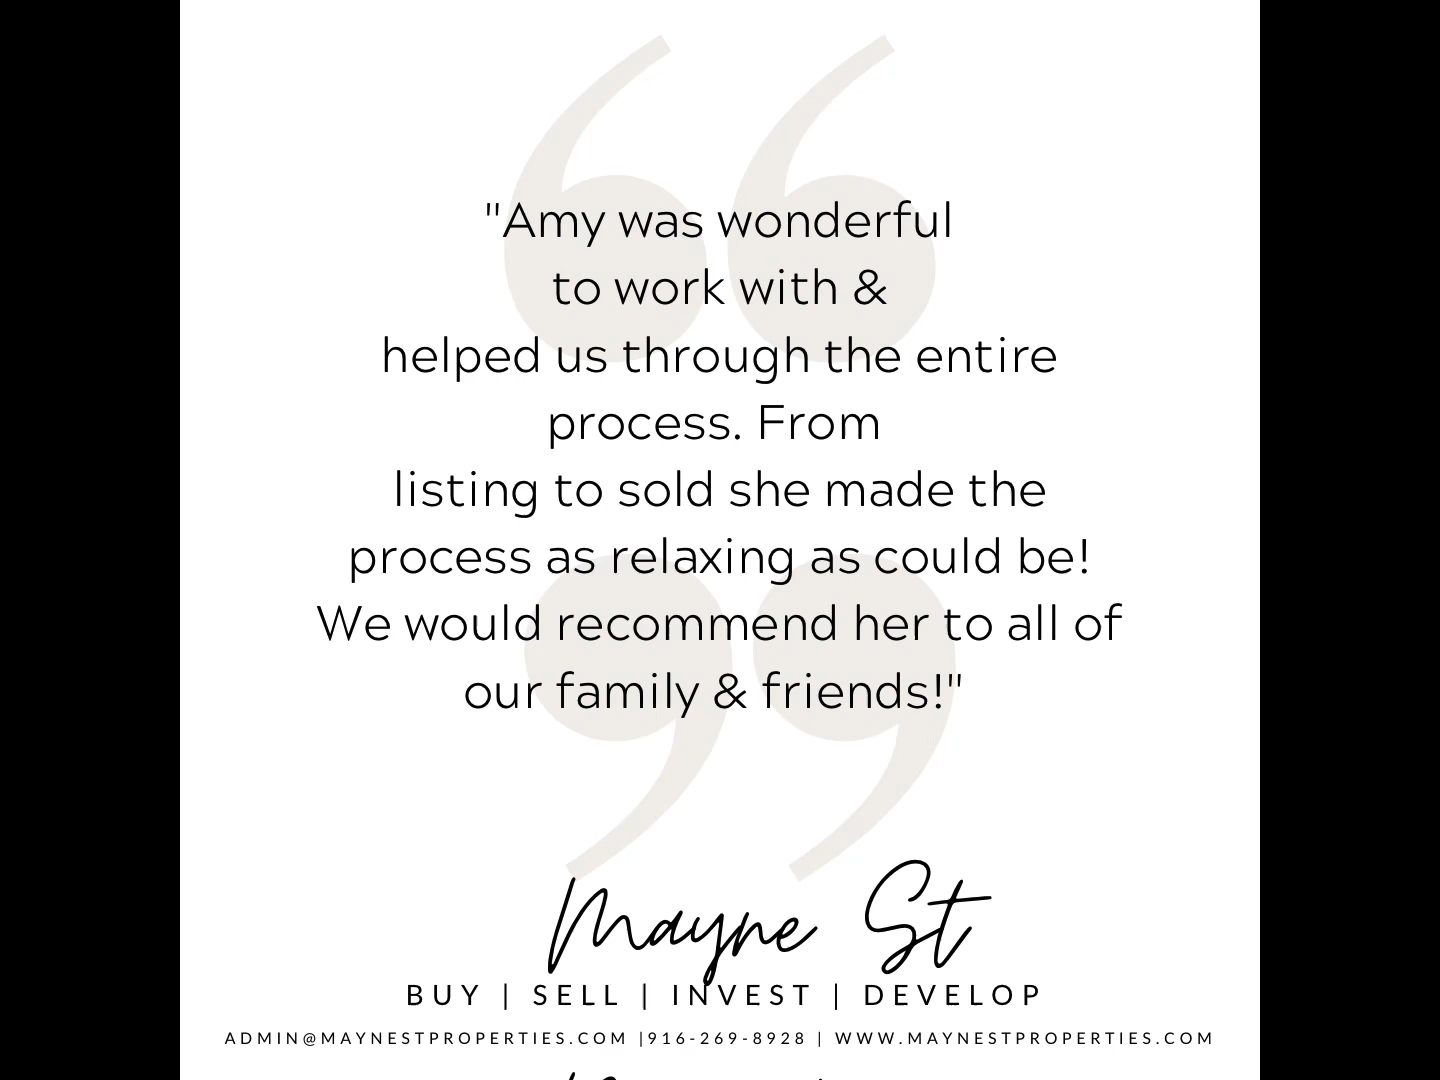 "Amy was wonderful
to work with &
helped us through the entire
process. From
listing to sold she made the
process as relaxing as could be!
We would recommend her to all of
our family & friends!"
Mayne St
BUY | SELL | INVEST | DEVELOP
ADMIN@MAYNESTPROPERTIES.COM |916-269-8928 | WWW.MAYNESTPROPERTIES.COM